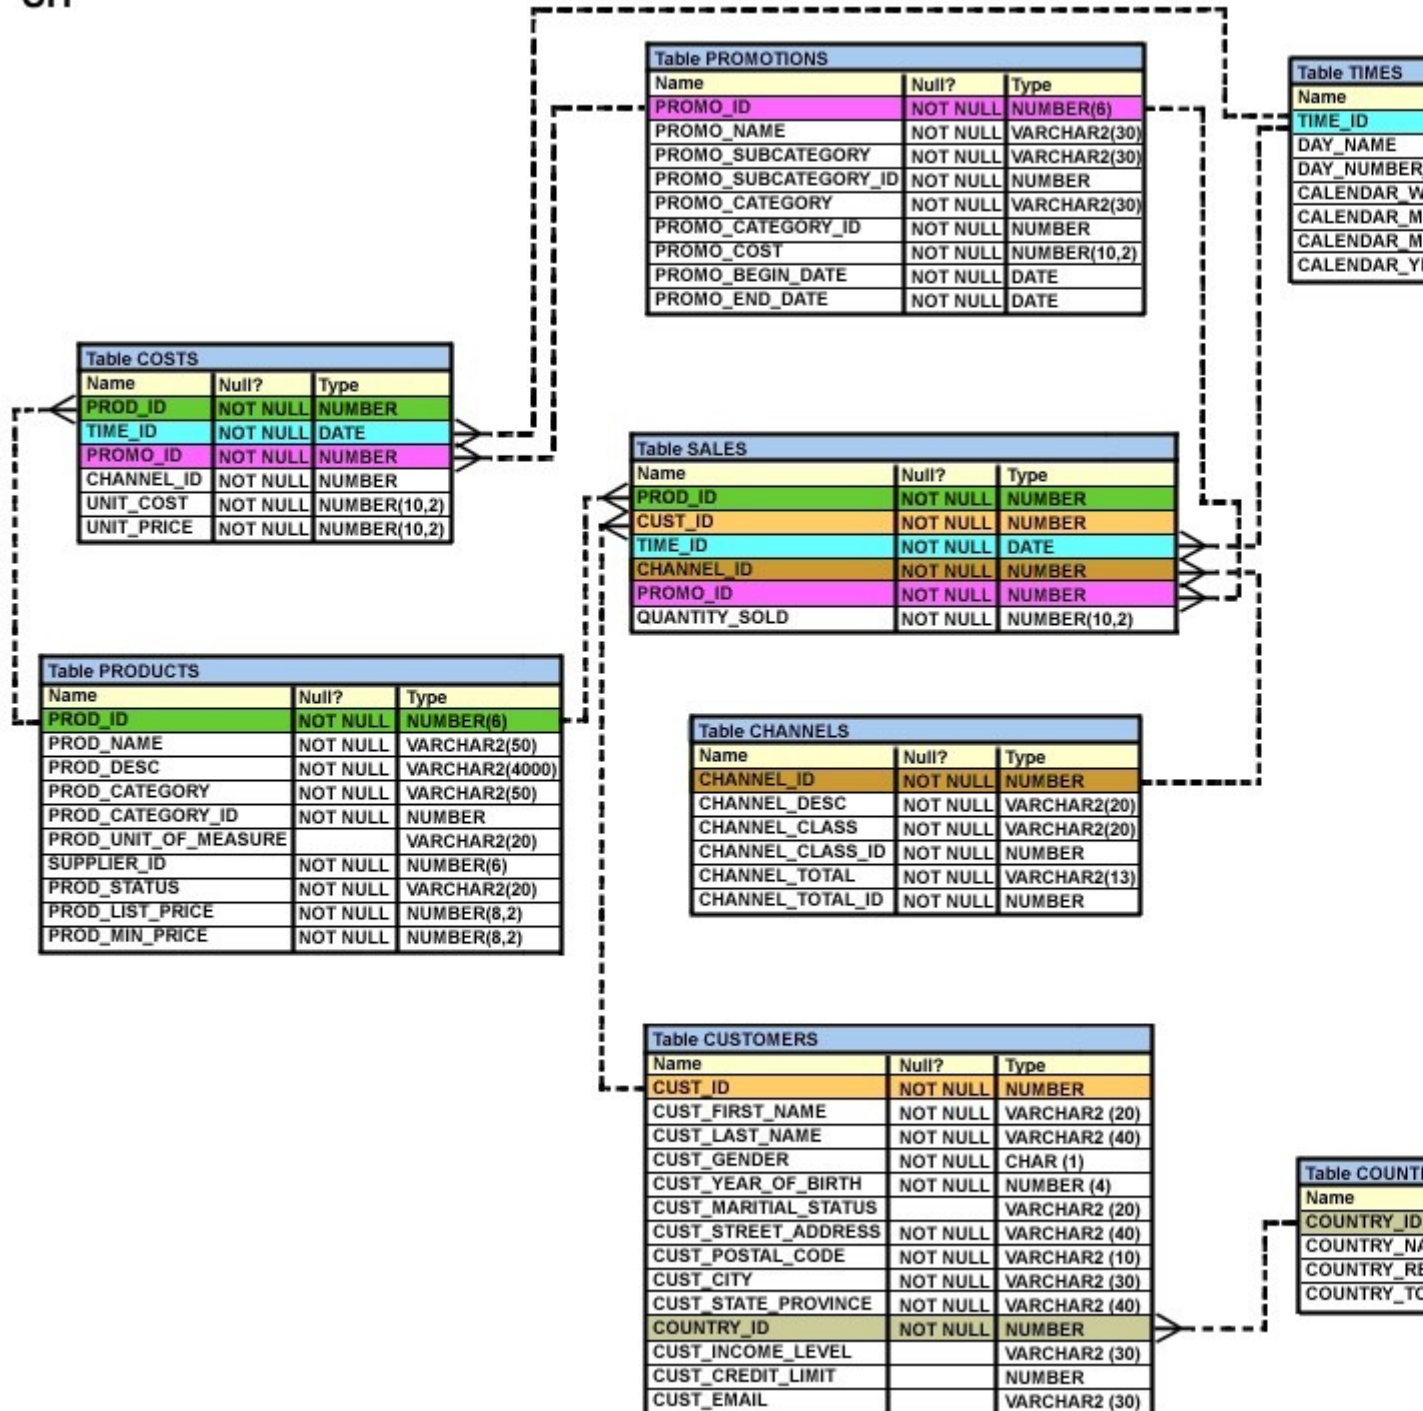 SH
Table PROMOTIONS
Name Null? Type
PROMO_ID NOT NULL NUMBER(6)
PROMO_NAME NOT NULL VARCHAR2(30)
PROMO_SUBCATEGORY NOT NULL VARCHAR2(30)
PROMO_SUBCATEGORY_ID NOT NULL NUMBER
PROMO_CATEGORY NOT NULL VARCHAR2(30)
PROMO_CATEGORY_ID NOT NULL NUMBER
PROMO_COST NOT NULL NUMBER(10,2)
PROMO_BEGIN_DATE NOT NULL DATE
PROMO_END_DATE NOT NULL DATE
Table TIMES
Name
TIME_ID
DAY_NAME
DAY_NUMBER
CALENDAR_W
CALENDAR_M
CALENDAR_M
CALENDAR_Y
Table COSTS
Name Null? Type
PROD_ID NOT NULL NUMBER
TIME_ID NOT NULL DATE
PROMO_ID NOT NULL NUMBER
CHANNEL_ID NOT NULL NUMBER
UNIT_COST NOT NULL NUMBER(10,2)
UNIT_PRICE NOT NULL NUMBER(10,2)
Table SALES
Name Null? Type
PROD_ID NOT NULL NUMBER
CUST_ID NOT NULL NUMBER
TIME_ID NOT NULL DATE
CHANNEL_ID NOT NULL NUMBER
PROMO_ID NOT NULL NUMBER
QUANTITY_SOLD NOT NULL NUMBER(10,2)
Table PRODUCTS
Name Null? Type
PROD_ID NOT NULL NUMBER(6)
PROD_NAME NOT NULL VARCHAR2(50)
PROD_DESC NOT NULL VARCHAR2(4000)
PROD_CATEGORY NOT NULL VARCHAR2(50)
PROD_CATEGORY_ID NOT NULL NUMBER
PROD_UNIT_OF_MEASURE VARCHAR2(20)
SUPPLIER_ID NOT NULL NUMBER(6)
PROD_STATUS NOT NULL VARCHAR2(20)
PROD_LIST_PRICE NOT NULL NUMBER(8,2)
PROD_MIN_PRICE NOT NULL NUMBER(8,2)
Table CHANNELS
Name Null? Type
CHANNEL_ID NOT NULL NUMBER
CHANNEL_DESC NOT NULL VARCHAR2(20)
CHANNEL_CLASS NOT NULL VARCHAR2(20)
CHANNEL_CLASS_ID NOT NULL NUMBER
CHANNEL_TOTAL NOT NULL VARCHAR2(13)
CHANNEL_TOTAL_ID NOT NULL NUMBER
Table CUSTOMERS
Name Null? Type
CUST_ID NOT NULL NUMBER
CUST_FIRST_NAME NOT NULL VARCHAR2 (20)
CUST_LAST_NAME NOT NULL VARCHAR2 (40)
CUST_GENDER NOT NULL CHAR (1)
CUST_YEAR_OF_BIRTH NOT NULL NUMBER (4)
CUST_MARITIAL_STATUS VARCHAR2 (20)
CUST_STREET_ADDRESS NOT NULL VARCHAR2 (40)
CUST_POSTAL_CODE NOT NULL VARCHAR2 (10)
CUST_CITY NOT NULL VARCHAR2 (30)
CUST_STATE_PROVINCE NOT NULL VARCHAR2 (40)
COUNTRY_ID NOT NULL NUMBER
CUST_INCOME_LEVEL VARCHAR2 (30)
CUST_CREDIT_LIMIT NUMBER
CUST_EMAIL VARCHAR2 (30)
Table COUNT
Name
COUNTRY_ID
COUNTRY_NA
COUNTRY_RE
COUNTRY_TO